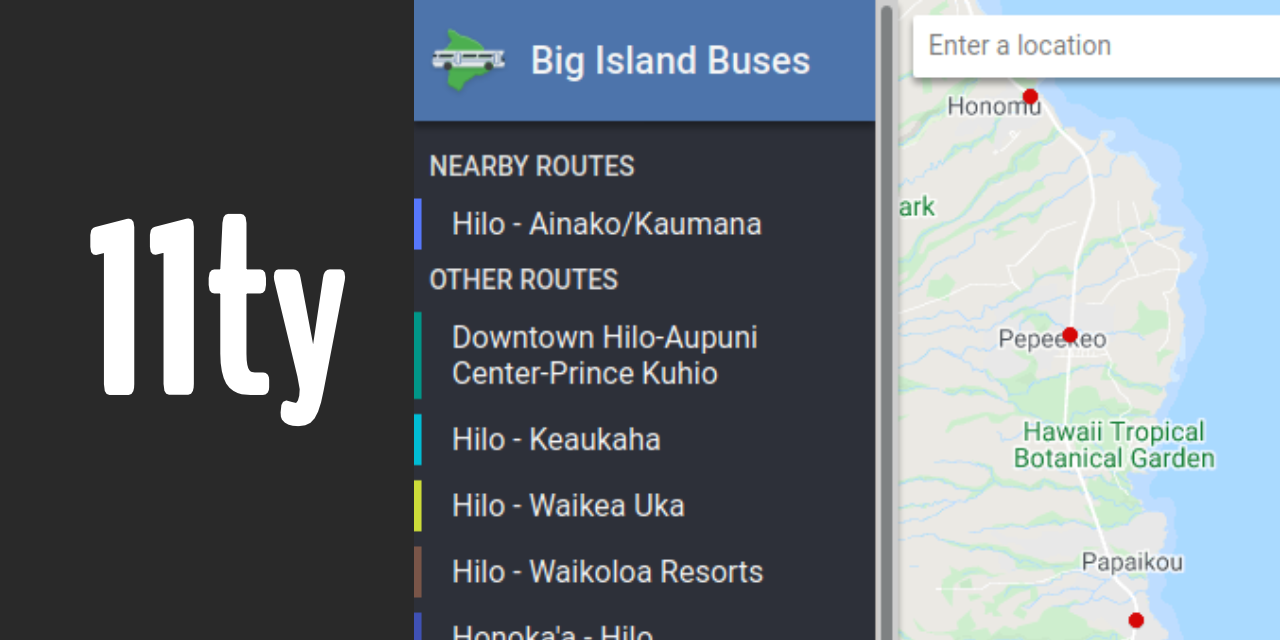 11ty
Big Island Buses
NEARBY ROUTES
Hilo - Ainako/Kaumana
OTHER ROUTES
Downtown Hilo-Aupuni
Center-Prince Kuhio
Hilo - Keaukaha
Hilo - Waikea Uka
Hilo - Waikoloa Resorts
Honoka'a - Hilo
Enter a location
Honomu
ark
Pepeekeo
Hawaii Tropical
Botanical Garden
Papaikou